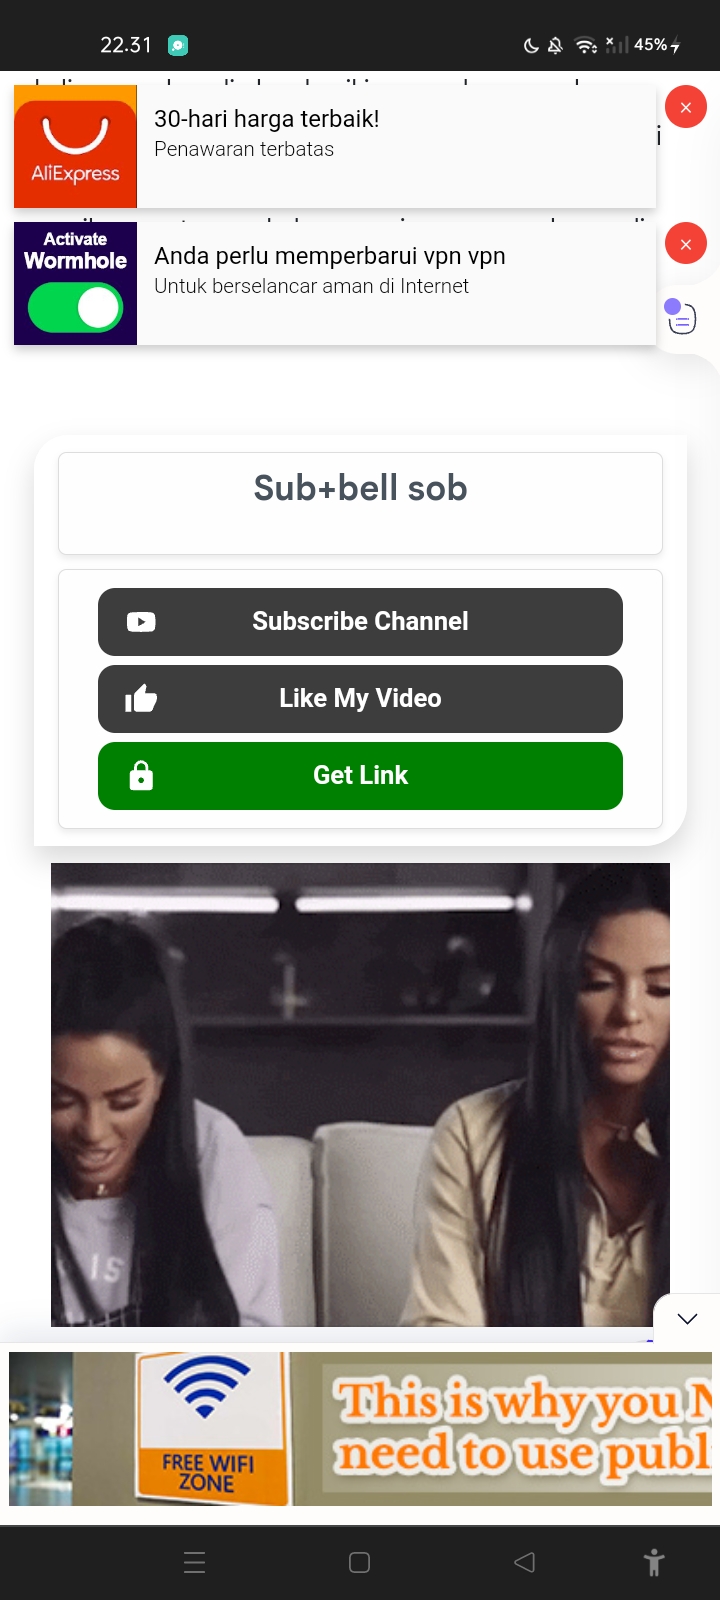 22.31
45%
30-hari harga terbaik!
Penawaran terbatas
AliExpress
i
Activate
Wormhole
Anda perlu memperbarui vpn vpn
Untuk berselancar aman di Internet
Sub+bell sob
Subscribe Channel
Like My Video
Get Link
IS
FREE WIFI
ZONE
This is why you N
need to use publ